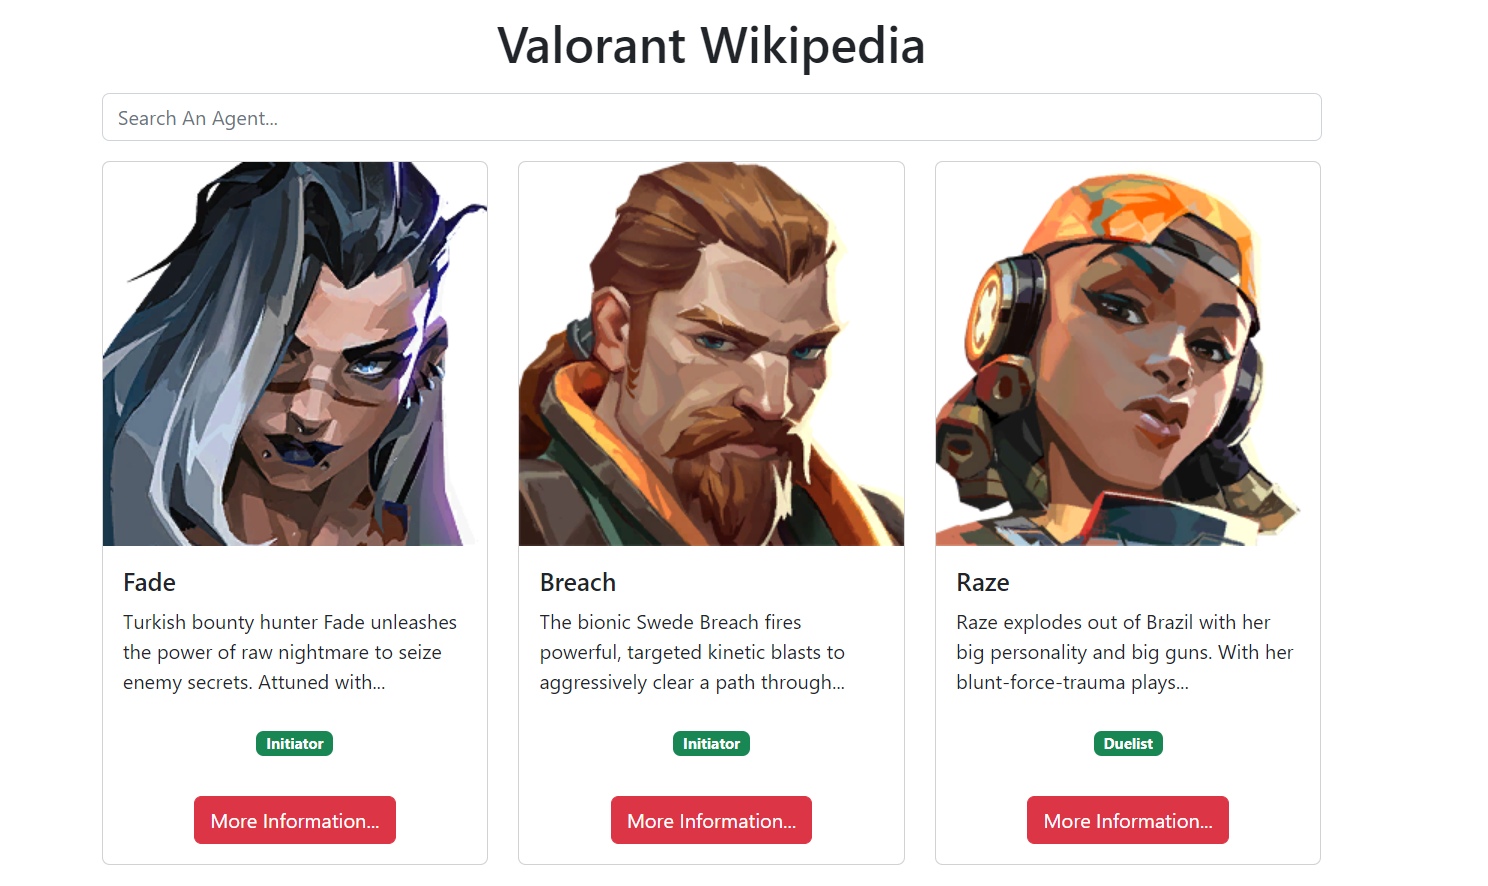 Valorant Wikipedia
Search An Agent...
Fade
Turkish bounty hunter Fade unleashes
the power of raw nightmare to seize
enemy secrets. Attuned with...
Initiator
More Information...
Breach
The bionic Swede Breach fires
powerful, targeted kinetic blasts to
aggressively clear a path through...
Initiator
More Information...
Raze
Raze explodes out of Brazil with her
big personality and big guns. With her
blunt-force-trauma plays...
Duelist
More Information...